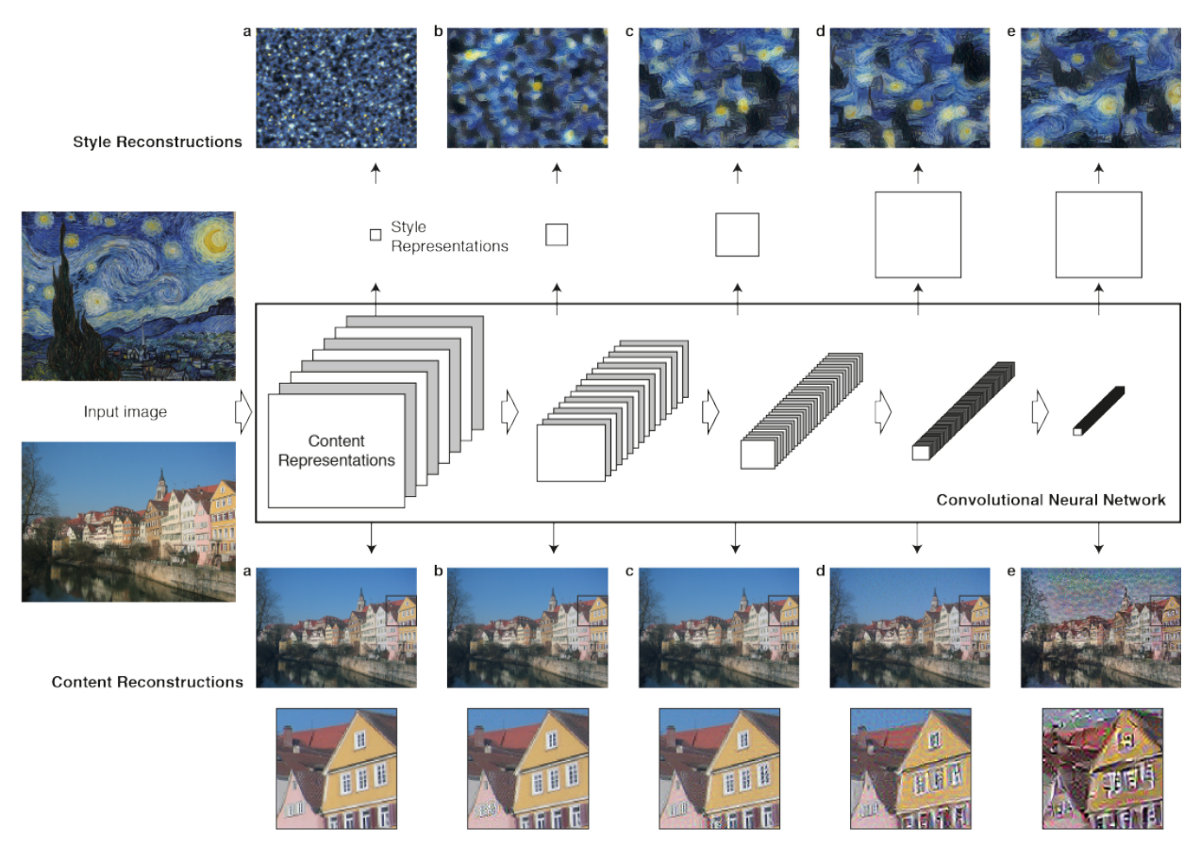 a
b
c
d
e
Style Reconstructions
Style
Representations
Input image
Content
Representations
Convolutional Neural Network
a
b
c
d
e
Content Reconstructions